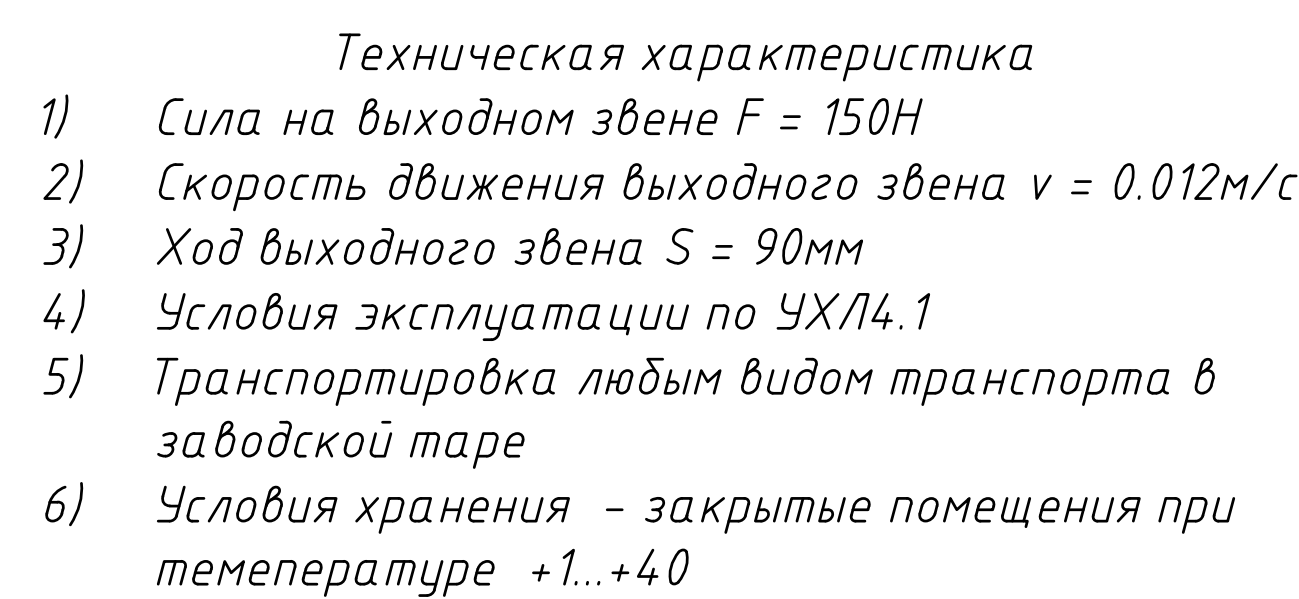 Техническая характеристика
1) Сила на выходном звене F = 150Н
2) Скорость движения выходного звена v = 0.012м/с
3) Ход выходного звена S = 90мм
4) Условия эксплуатации по УХЛ4.1
5) Транспортировка любым видом транспорта в
заводской таре
6) Условия хранения - закрытые помещения при
темепературе +1...+40